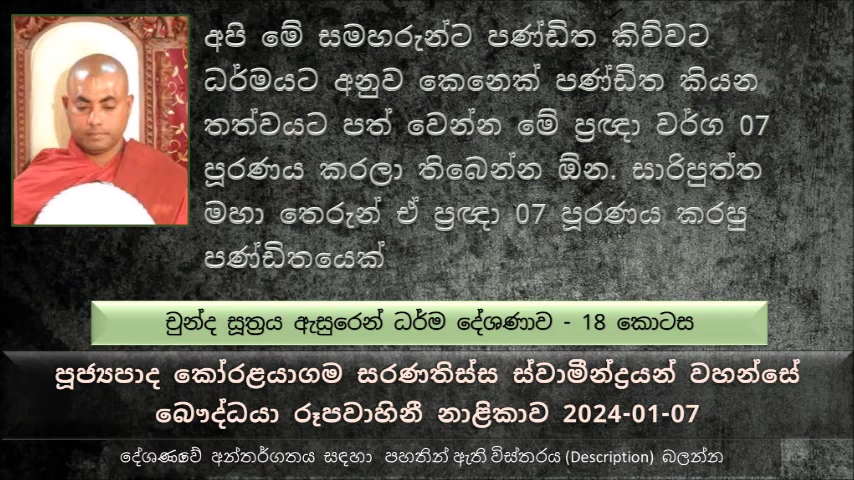 අපි මේ සමහරුන්ට පණ්ඩිත කිව්වට
ධර්මයට අනුව කෙනෙක් පණ්ඩිත කියන
තත්වයට පත් වෙන්න මේ ප්‍රඥා වර්ග 07
පූරණය කරලා තිබෙන්න ඕන. සාරිපුත්ත
මහා තෙරුන් ඒ ප්‍රඥා 07 පූරණය කරපු
පණ්ඩිතයෙක්
චුන්ද සූත්‍රය ඇසුරෙන් ධර්ම දේශණාව - 18 කොටස
පූජ්‍යපාද කෝරළයාගම සරණතිස්ස ස්වාමීන්ද්‍රයන් වහන්සේ
බෞද්ධයා රූපවාහිනී නාළිකාව 2024-01-07
දේශණාවේ අන්තර්ගතය සඳහා පහතින් ඇති විස්තරය (Description) බලන්න